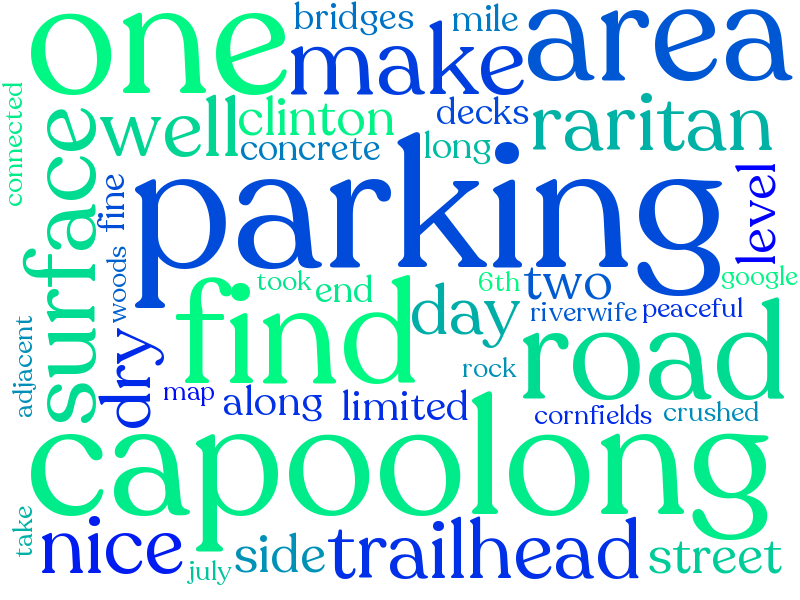 one
bridges
mile
area
make
connected
surface
well
clinton
decks
raritan
concrete
long
fine
parking
level
woods
took
end
find
6th
two
google
day
riverwife
peaceful
adjacent
dry
road
rock
map
along
limited
cornfields
crushed
capoolong
take
nice
july
side
trailhead
street